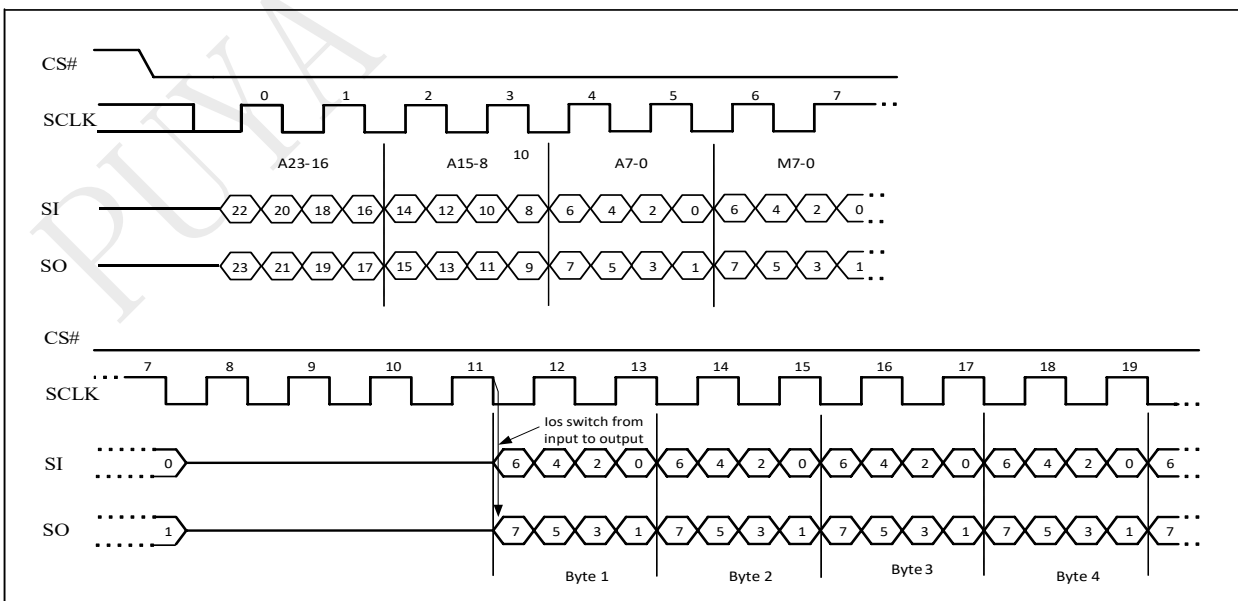 PUYA
CS#
SCLK
0 1 2 3 4 5 6 7
A23-16 A15-8 10 A7-0 M7-0
SI
22 20 18 16 14 12 10 8 6 4 2 0 6 4 2 0
SO
23 21 19 17 15 13 11 9 7 5 3 1 7 5 3 1
CS#
7 8 9 10 11 12 13 14 15 16 17 18 19
SCLK
Ios switch from
input to output
SI
0 6 4 2 0 6 4 2 0 6 4 2 0 6 4 2 0 6
SO
1 7 5 3 1 7 5 3 1 7 5 3 1 7 5 3 1 7
Byte 1 Byte 2 Byte 3 Byte 4